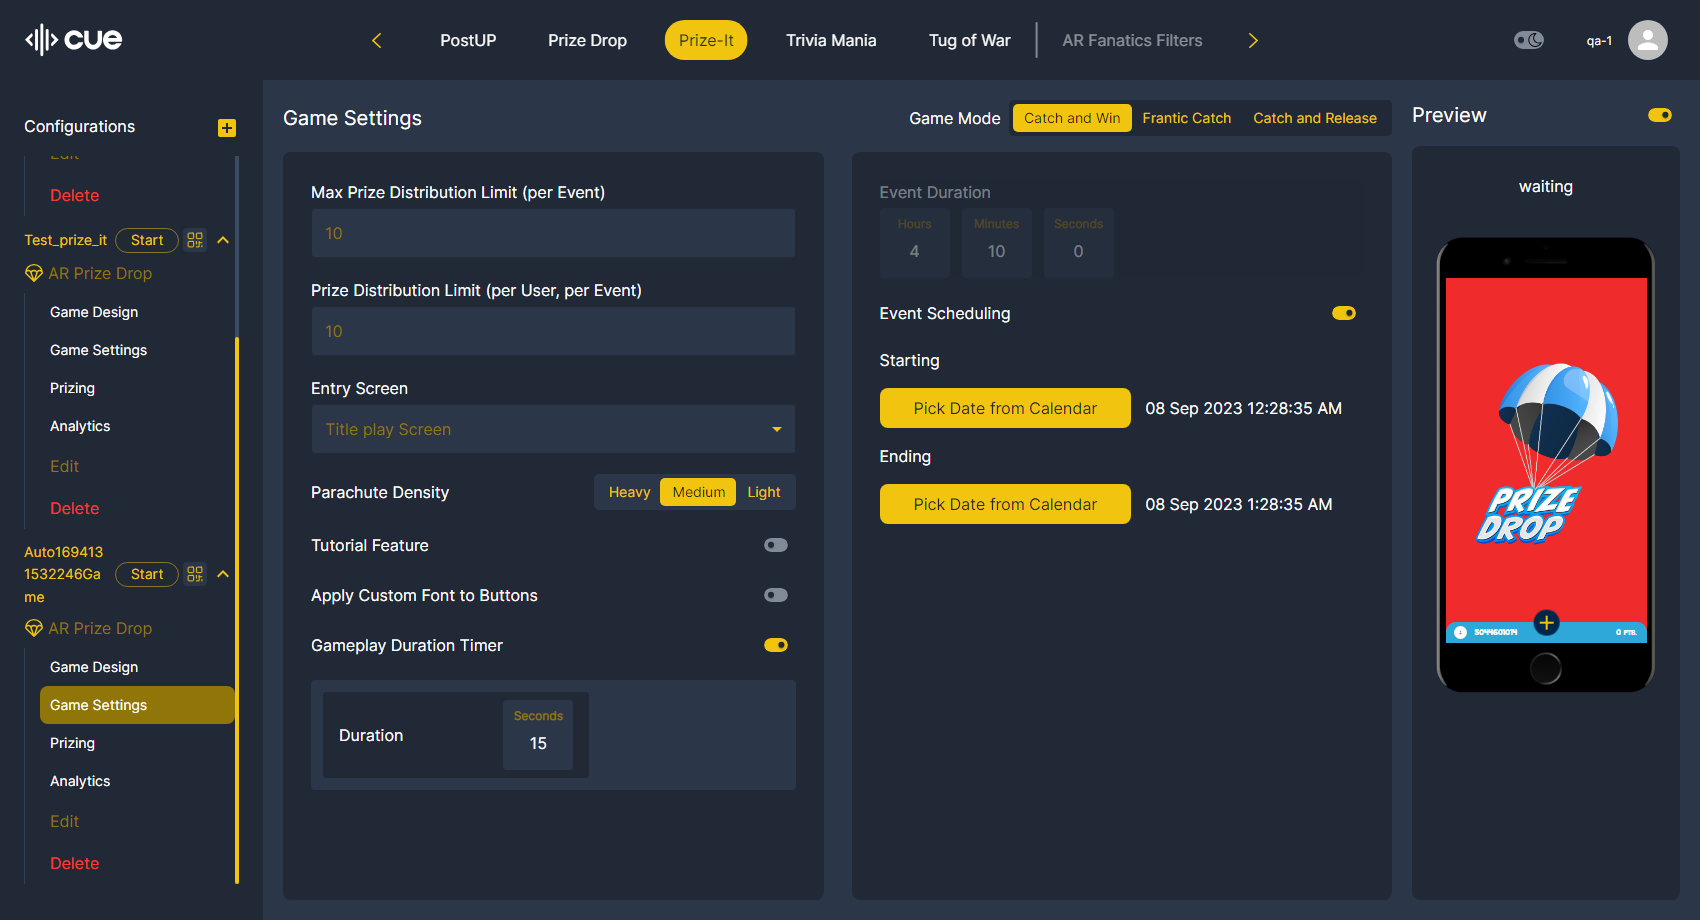 cue
PostUP
Prize Drop
Prize-It
Trivia Mania
Tug of War
AR Fanatics Filters
qa-1
Configurations
Edit
Delete
Test_prize_it
Start
AR Prize Drop
Game Design
Game Settings
Prizing
Analytics
Edit
Delete
Auto169413
1532246Ga
me
Start
AR Prize Drop
Game Design
Game Settings
Prizing
Analytics
Edit
Delete
Game Settings
Game Mode
Catch and Win
Frantic Catch
Catch and Release
Max Prize Distribution Limit (per Event)
10
Prize Distribution Limit (per User, per Event)
10
Entry Screen
Title play Screen
Parachute Density
Heavy
Medium
Light
Tutorial Feature
Apply Custom Font to Buttons
Gameplay Duration Timer
Duration
Seconds
15
Event Duration
Hours
4
Minutes
10
Seconds
0
Event Scheduling
Starting
Pick Date from Calendar
08 Sep 2023 12:28:35 AM
Ending
Pick Date from Calendar
08 Sep 2023 1:28:35 AM
Preview
waiting
PRIZE
DROP
0 PTS.